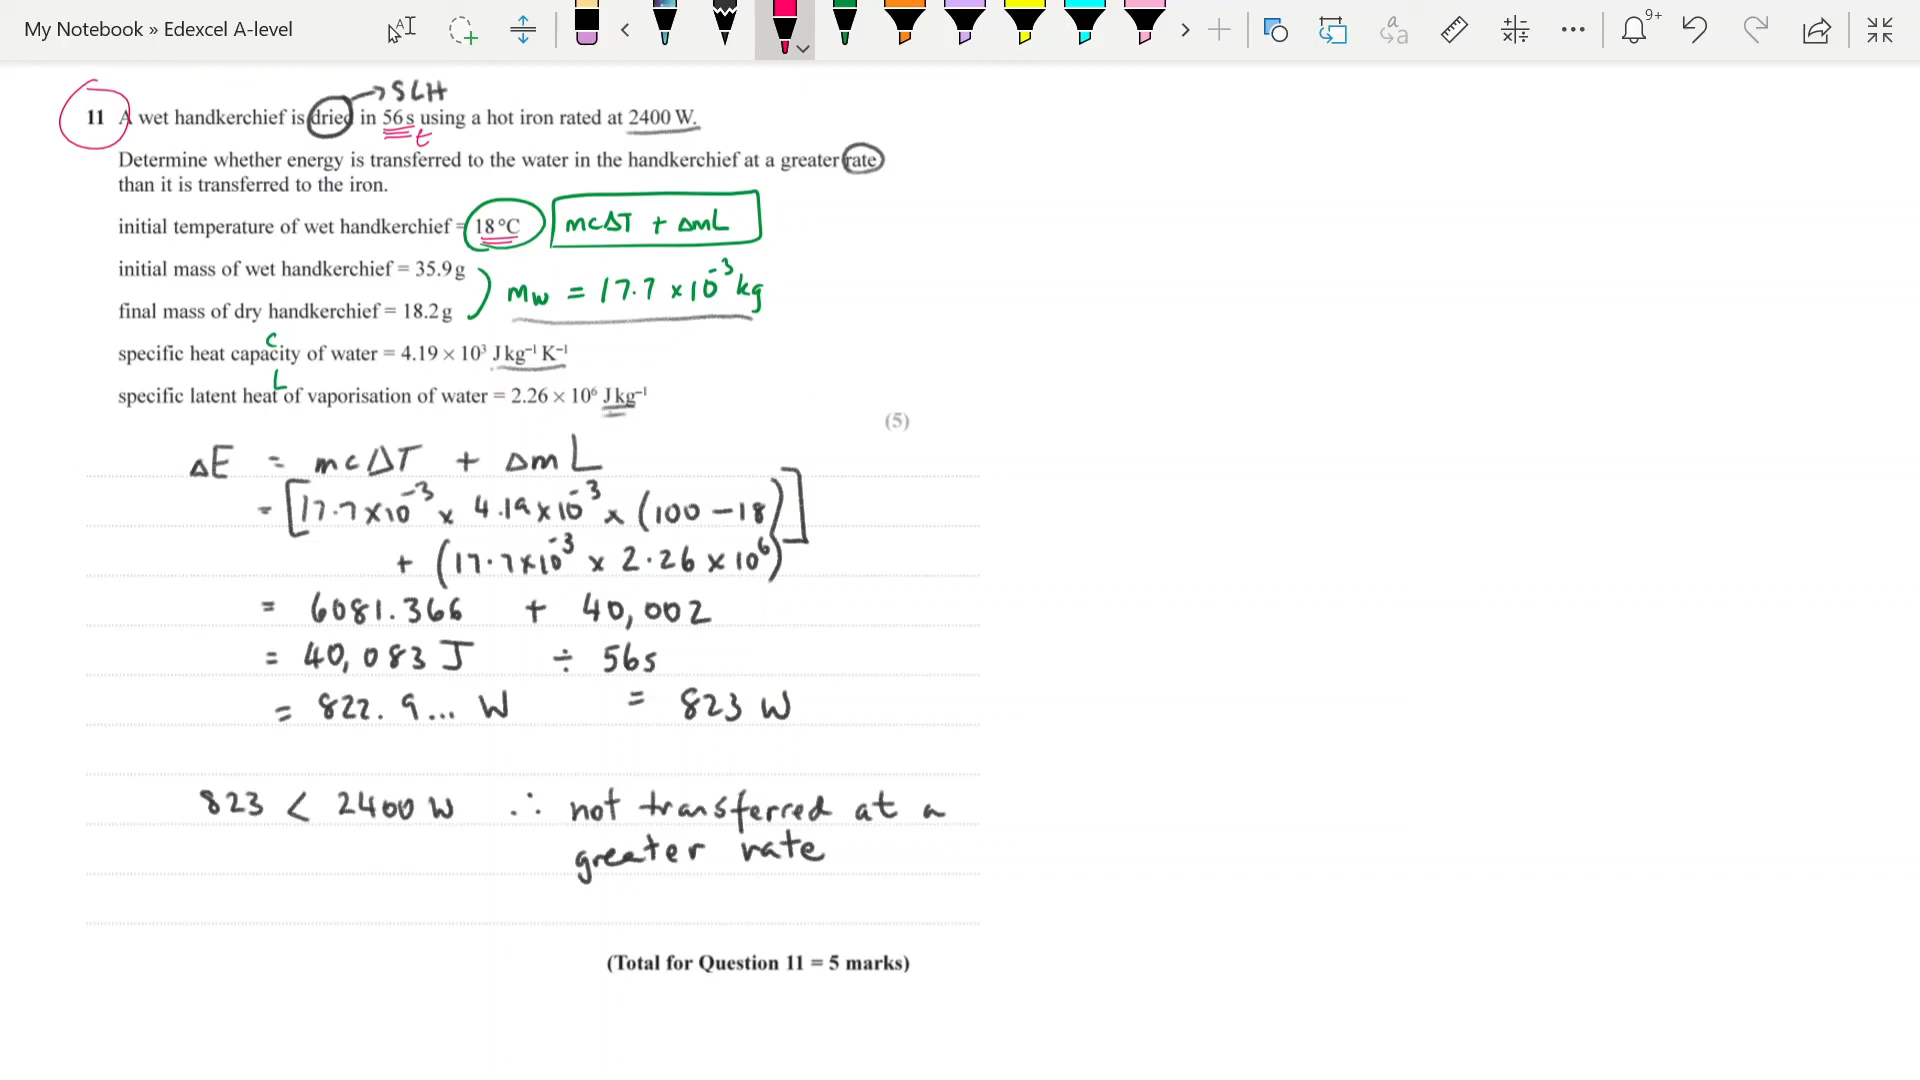 My Notebook » Edexcel A-level
9+
→ SLH
11 A wet handkerchief is dried in 56 s using a hot iron rated at 2400 W.
t
Determine whether energy is transferred to the water in the handkerchief at a greater rate
than it is transferred to the iron.
initial temperature of wet handkerchief = 18 °C mcΔT + ΔmL
initial mass of wet handkerchief = 35.9 g
mw = 17.7 × 10⁻³ kg
final mass of dry handkerchief = 18.2 g
c
specific heat capacity of water = 4.19 × 10³ J kg⁻¹ K⁻¹
L
specific latent heat of vaporisation of water = 2.26 × 10⁶ J kg⁻¹
(5)
ΔE = mcΔT + ΔmL
= [17.7×10⁻³ × 4.19×10⁻³ × (100 - 18)]
+ (17.7×10⁻³ × 2.26 × 10⁶)
= 6081.366 + 40,002
= 40,083 J ÷ 56s
= 822.9... W = 823 W
823 < 2400 W ∴ not transferred at a
greater rate
(Total for Question 11 = 5 marks)